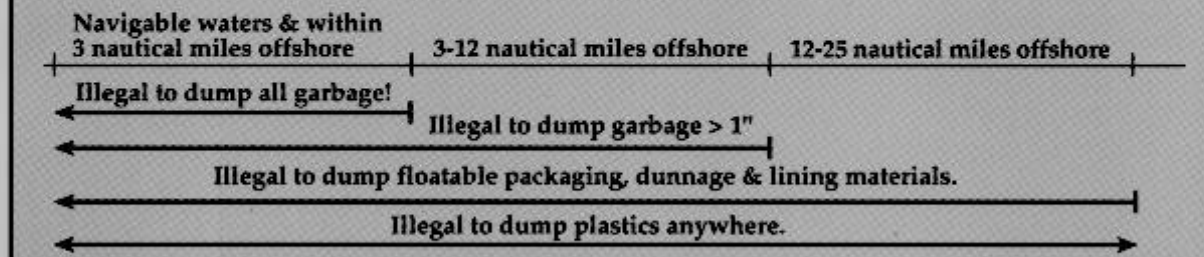 Navigable waters & within
3 nautical miles offshore
3-12 nautical miles offshore
12-25 nautical miles offshore
Illegal to dump all garbage!
Illegal to dump garbage > 1"
Illegal to dump floatable packaging, dunnage & lining materials.
Illegal to dump plastics anywhere.